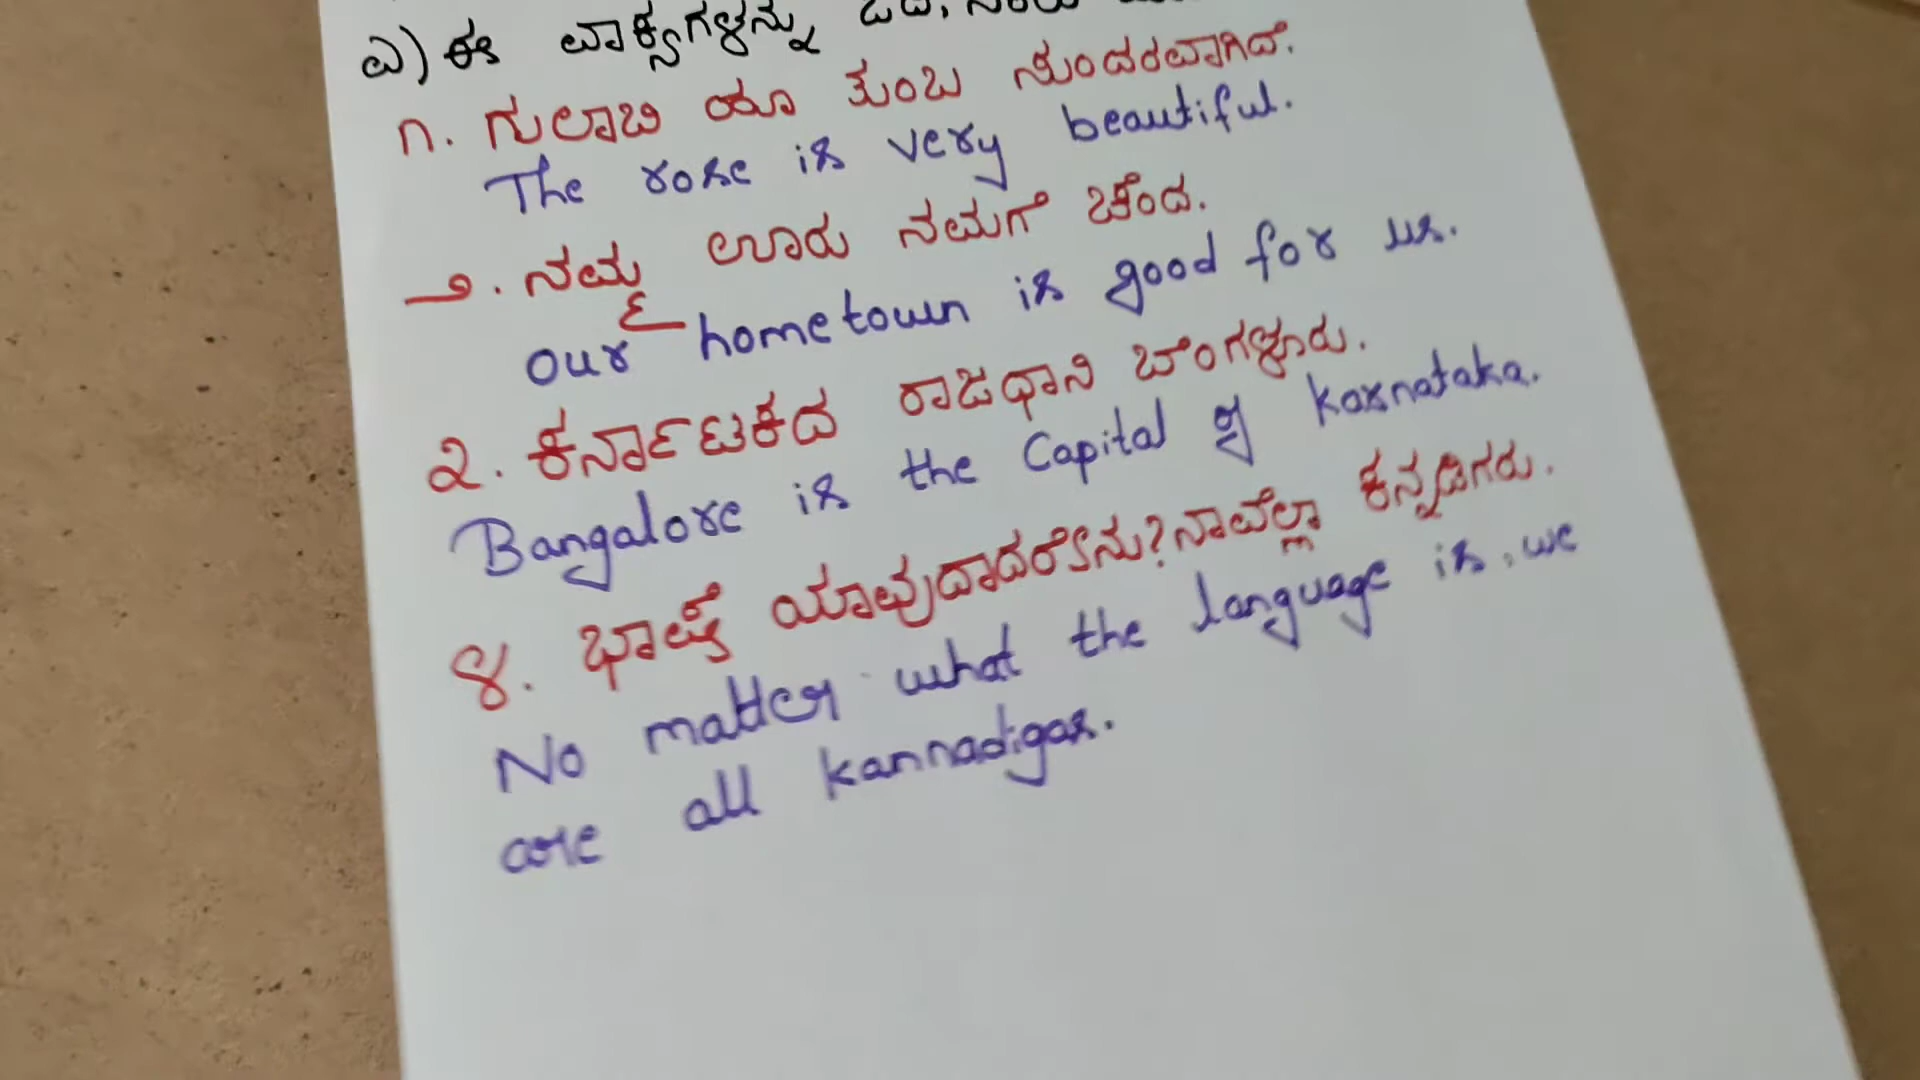 ಎ) ಈ ವಾಕ್ಯಗಳನ್ನು
೧. ಗುಲಾಬಿ ಯೂ ತುಂಬ ಸುಂದರವಾಗಿದೆ.
The rose is very beautiful.
೨. ನಮ್ಮ ಊರು ನಮಗೆ ಚೆಂದ.
Our hometown is good for us.
೩. ಕರ್ನಾಟಕದ ರಾಜಧಾನಿ ಬೆಂಗಳೂರು.
Bangalore is the Capital of Karnataka.
೪. ಭಾಷೆ ಯಾವುದಾದರೇನು? ನಾವೆಲ್ಲಾ ಕನ್ನಡಿಗರು.
No matter what the language is, we
are all kannadigas.